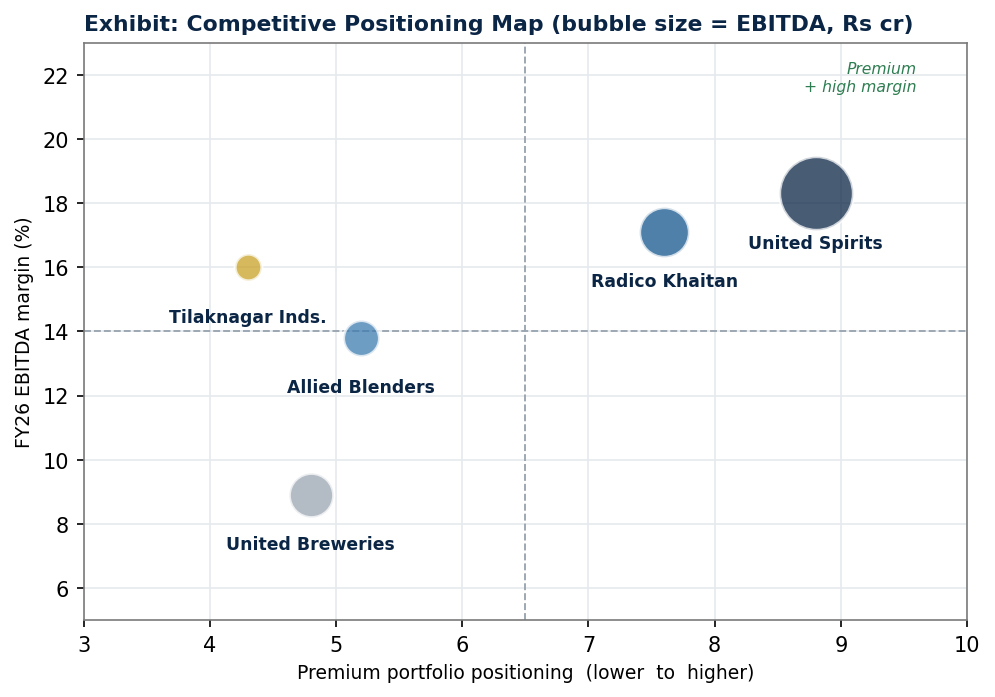 Exhibit: Competitive Positioning Map (bubble size = EBITDA, Rs cr)
Premium
+ high margin
22
20
18
16
14
12
10
8
6
FY26 EBITDA margin (%)
United Spirits
Radico Khaitan
Tilaknagar Inds.
Allied Blenders
United Breweries
3 4 5 6 7 8 9 10
Premium portfolio positioning (lower to higher)